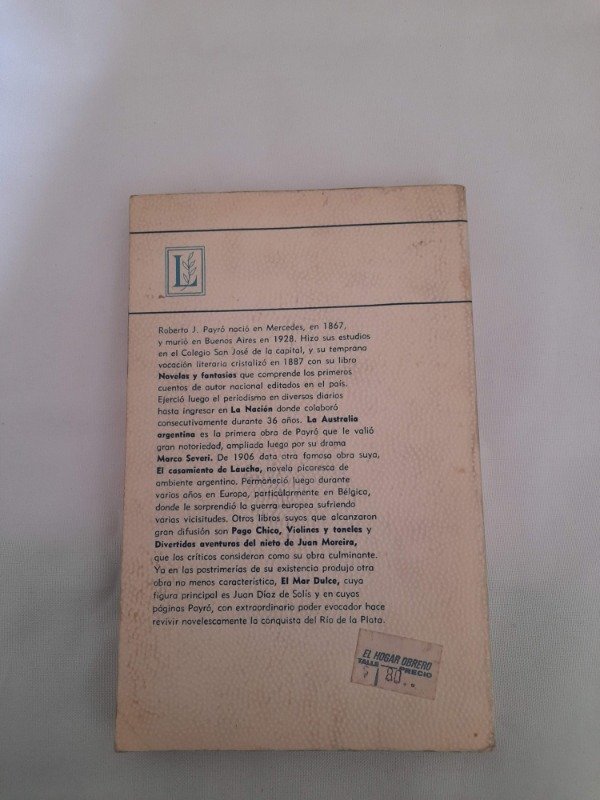 L
Roberto J. Payró nació en Mercedes, en 1867,
y murió en Buenos Aires en 1928. Hizo sus estudios
en el Colegio San José de la capital, y su temprana
vocación literaria cristalizó en 1887 con su libro
Novelas y fantasías que comprende los primeros
cuentos de autor nacional editados en el país.
Ejerció luego el periodismo en diversos diarios
hasta ingresar en La Nación donde colaboró
consecutivamente durante 36 años. La Australia
argentina es la primera obra de Payró que le valió
gran notoriedad, ampliada luego por su drama
Marco Severi. De 1906 data otra famosa obra suya,
El casamiento de Laucha, novela picaresca de
ambiente argentino. Permaneció luego durante
varios años en Europa, particularmente en Bélgica,
donde le sorprendió la guerra europea sufriendo
varias vicisitudes. Otros libros suyos que alcanzaron
gran difusión son Pago Chico, Violines y toneles y
Divertidas aventuras del nieto de Juan Moreira,
que los críticos consideran como su obra culminante.
Ya en las postrimerías de su existencia produjo otra
obra no menos característica, El Mar Dulce, cuya
figura principal es Juan Díaz de Solís y en cuyas
páginas Payró, con extraordinario poder evocador hace
revivir novelescamente la conquista del Río de la Plata.
EL HOGAR OBRERO
TALLE PRECIO
80